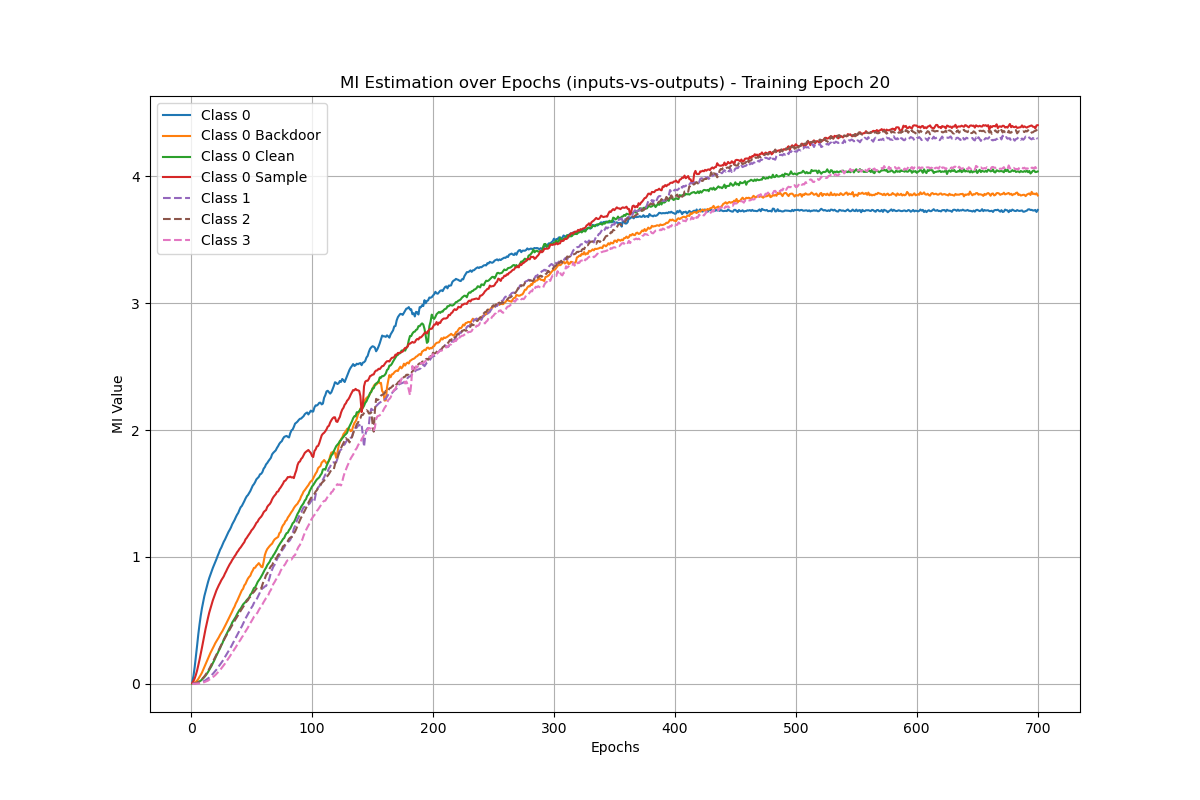 MI Estimation over Epochs (inputs-vs-outputs) - Training Epoch 20
Class 0
Class 0 Backdoor
Class 0 Clean
Class 0 Sample
Class 1
Class 2
Class 3
MI Value
4
3
2
1
0
0 100 200 300 400 500 600 700
Epochs